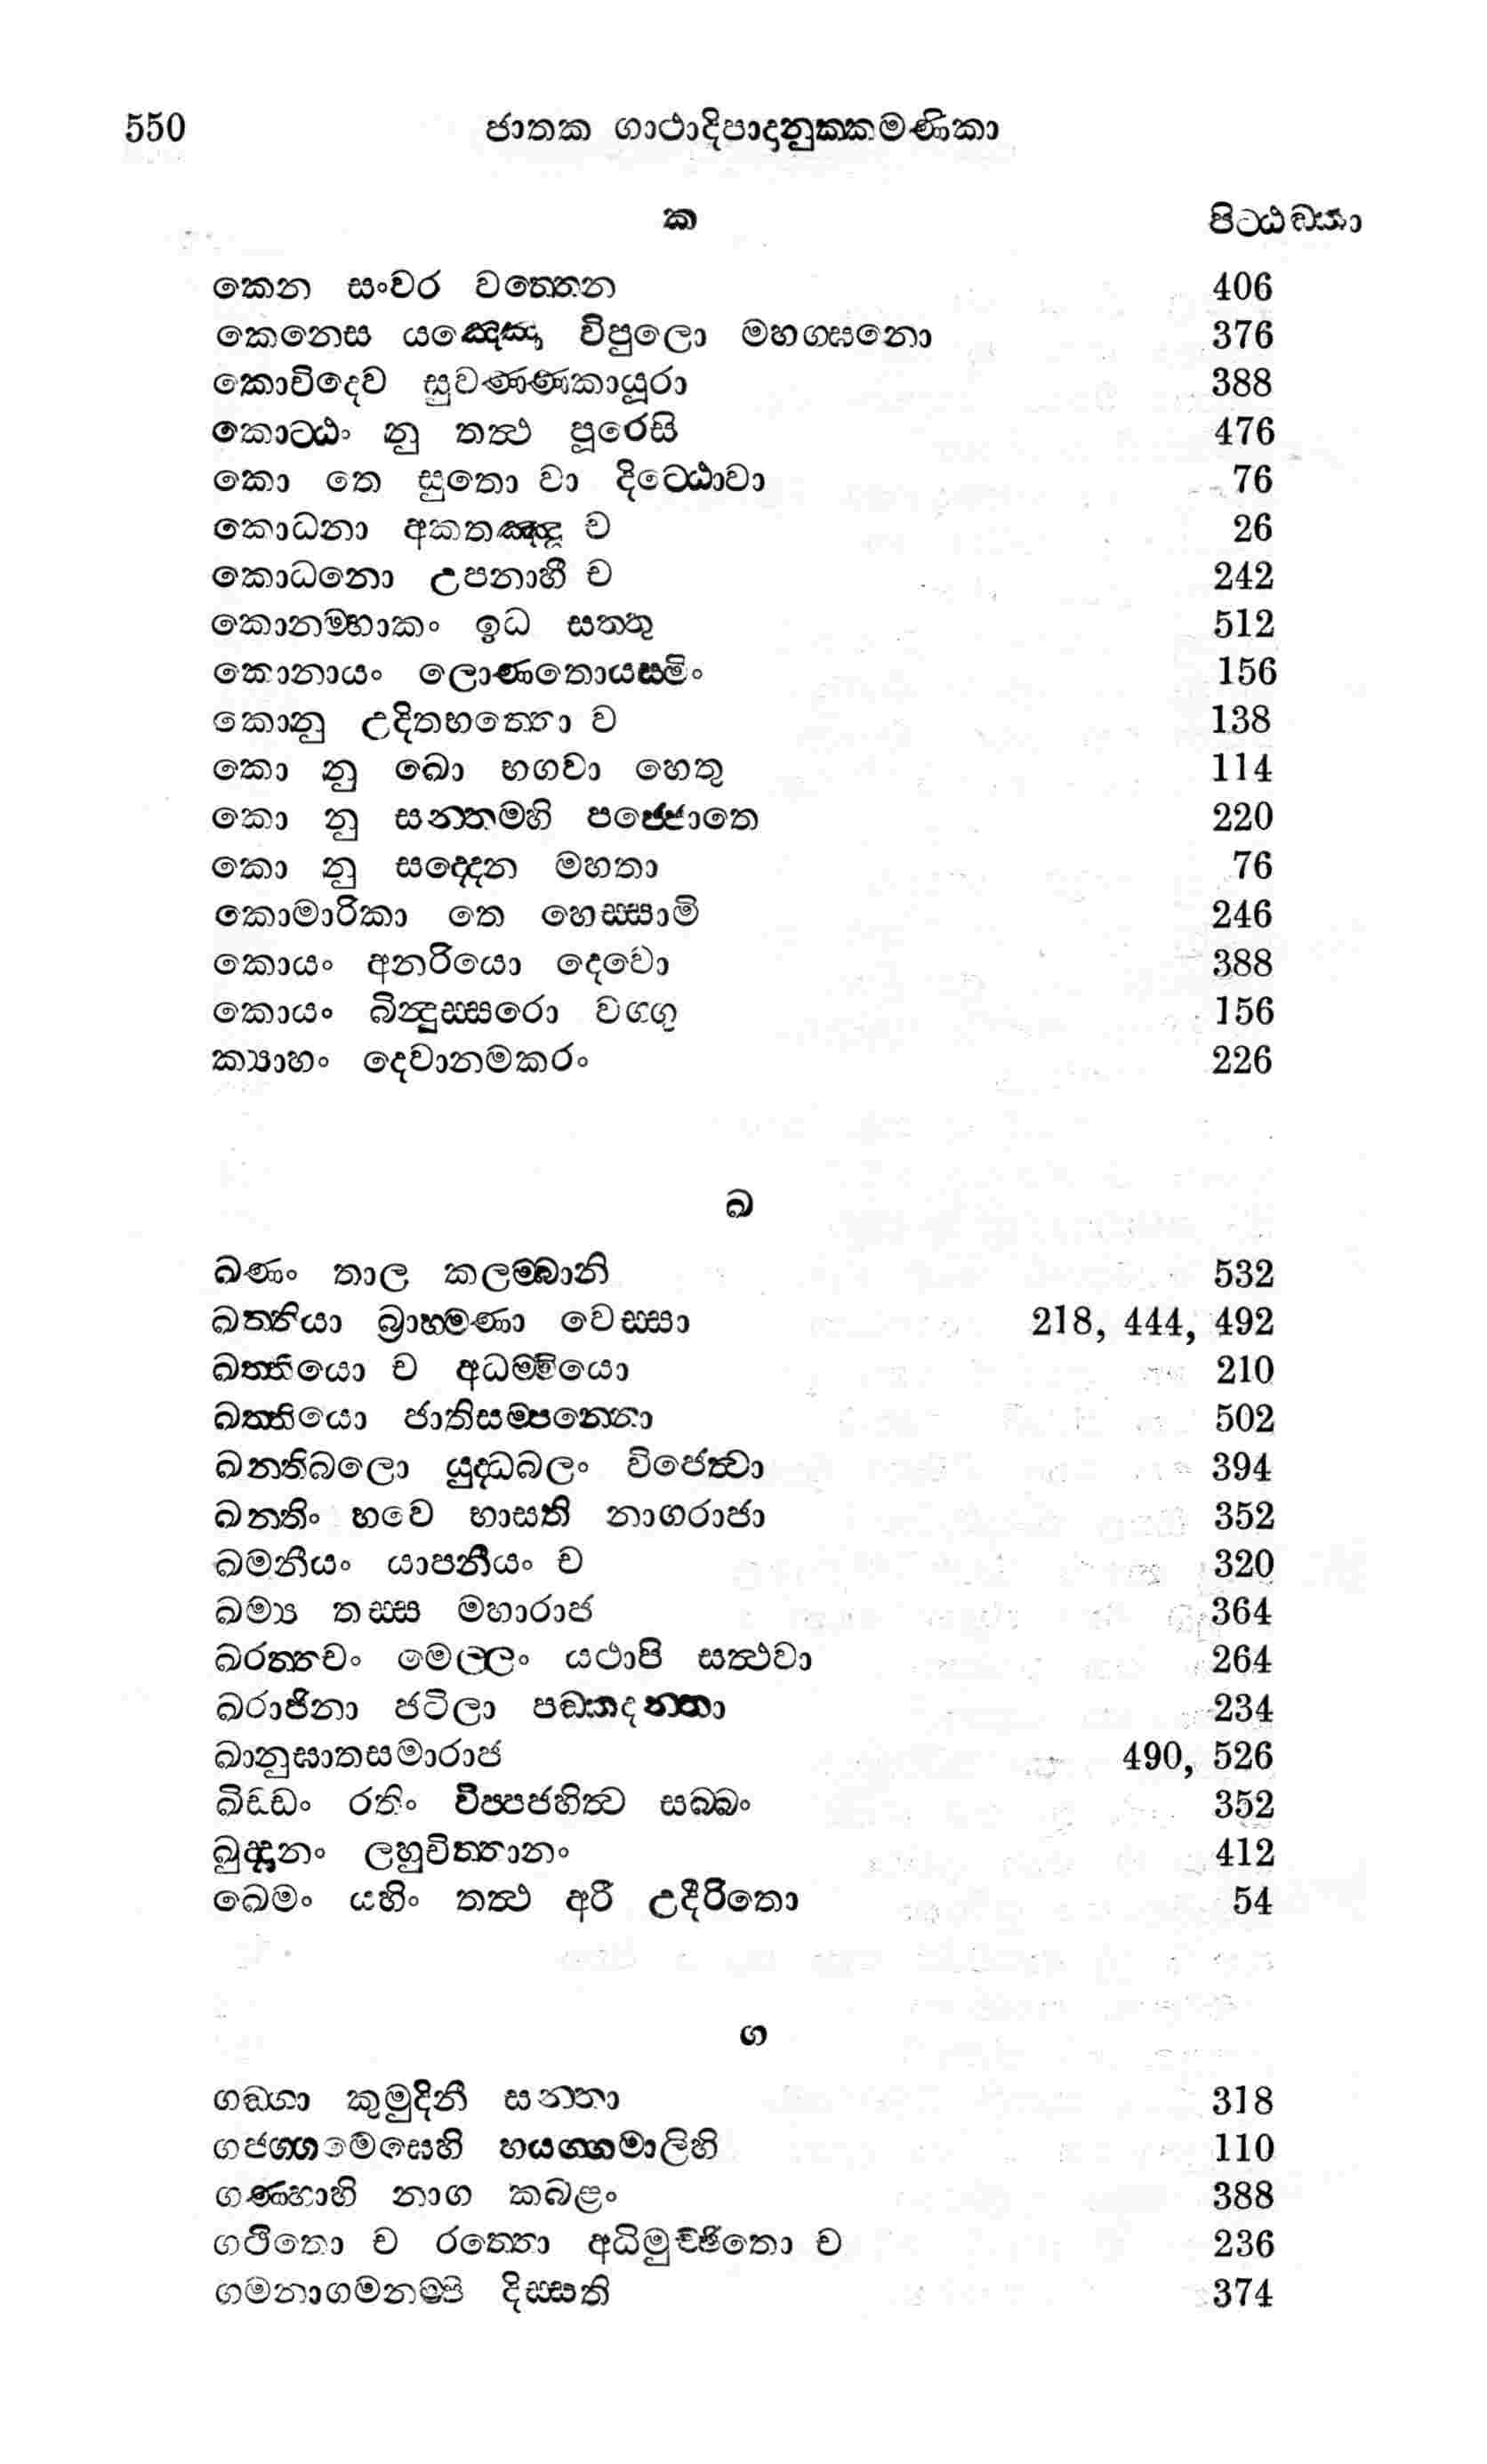 550 ජාතක ගාථාදිපාදානුක්කමණිකා
ක පිට්ඨඞ්කා
කෙන සංවර වත්තෙන 406
කෙනෙස යඤ්ඤො විපුලො මහග්ඝනො 376
කොවිදෙව සුවණ්ණකායූරා 388
කොට්ඨං නු තත්ථ පූරෙසි 476
කො තෙ සුතො වා දිට්ඨොවා 76
කොධනා අකතඤ්ඤූ ච 26
කොධනො උපනාහී ච 242
කොනම්භාකං ඉධ සත්තු 512
කොනායං ලොණතොයස්මිං 156
කොනු උදිතභත්තො ව 138
කො නු ඛො භගවා හෙතු 114
කො නු සන්තම්හි පජ්ජොතෙ 220
කො නු සද්දෙන මහතා 76
කොමාරිකා තෙ හෙස්සාමි 246
කොයං අනරියො දෙවො 388
කොයං බින්දුස්සරො වග්ගු 156
ක්‍යාහං දෙවානමකරං 226
ඛ
ඛණං තාල කලම්බානි 532
ඛත්තියා බ්‍රාහ්මණා වෙස්සා 218, 444, 492
ඛත්තියො ච අධම්මියො 210
ඛත්තියො ජාතිසම්පන්නො 502
ඛන්තිබලො යුද්ධබලං විජෙත්වා 394
ඛන්තිං හවෙ භාසති නාගරාජා 352
ඛමනීයං යාපනීයං ච 320
ඛම්‍ය තස්ස මහාරාජ 364
ඛරත්තචං මෙල්ලං යථාපි සත්ථවා 264
ඛරාජිනා ජටිලා පඞ්කදන්තා 234
ඛානුඝාතසමාරාජ 490, 526
ඛිඩ්ඩං රතිං විප්පජහිත්ව සබ්බං 352
ඛුද්දානං ලහුචිත්තානං 412
ඛෙමං යහිං තත්ථ අරී උදීරිතො 54
ග
ගඞ්ගා කුමුදිනී සන්තා 318
ගජග්ගමෙඝෙහි හයග්ගමාලිහි 110
ගණ්හාහි නාග කබළං 388
ගථිතො ච රත්තො අධිමුච්ඡිතො ච 236
ගමනාගමනම්පි දිස්සති 374